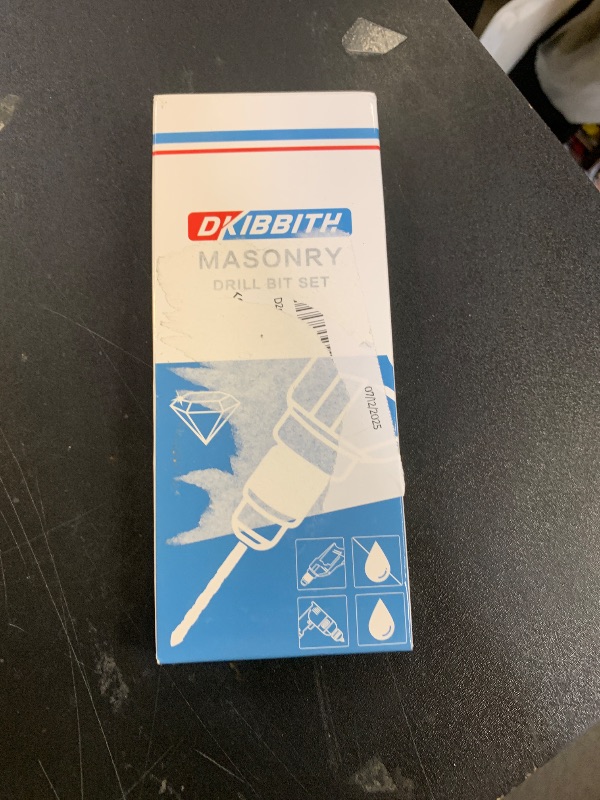 DKIBBITH
MASONRY
DRILL BIT SET
07/12/2025